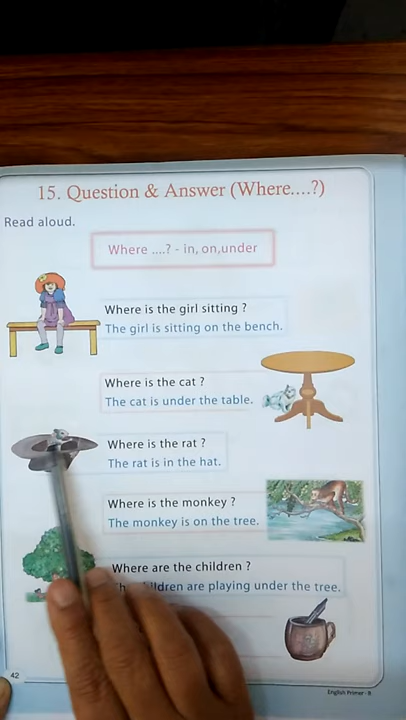 15. Question & Answer (Where....?)
Read aloud.
Where ....? - in, on,under
Where is the girl sitting ?
The girl is sitting on the bench.
Where is the cat ?
The cat is under the table.
Where is the rat ?
The rat is in the hat.
Where is the monkey ?
The monkey is on the tree.
Where are the children ?
children are playing under the tree.
42
English Primer - B